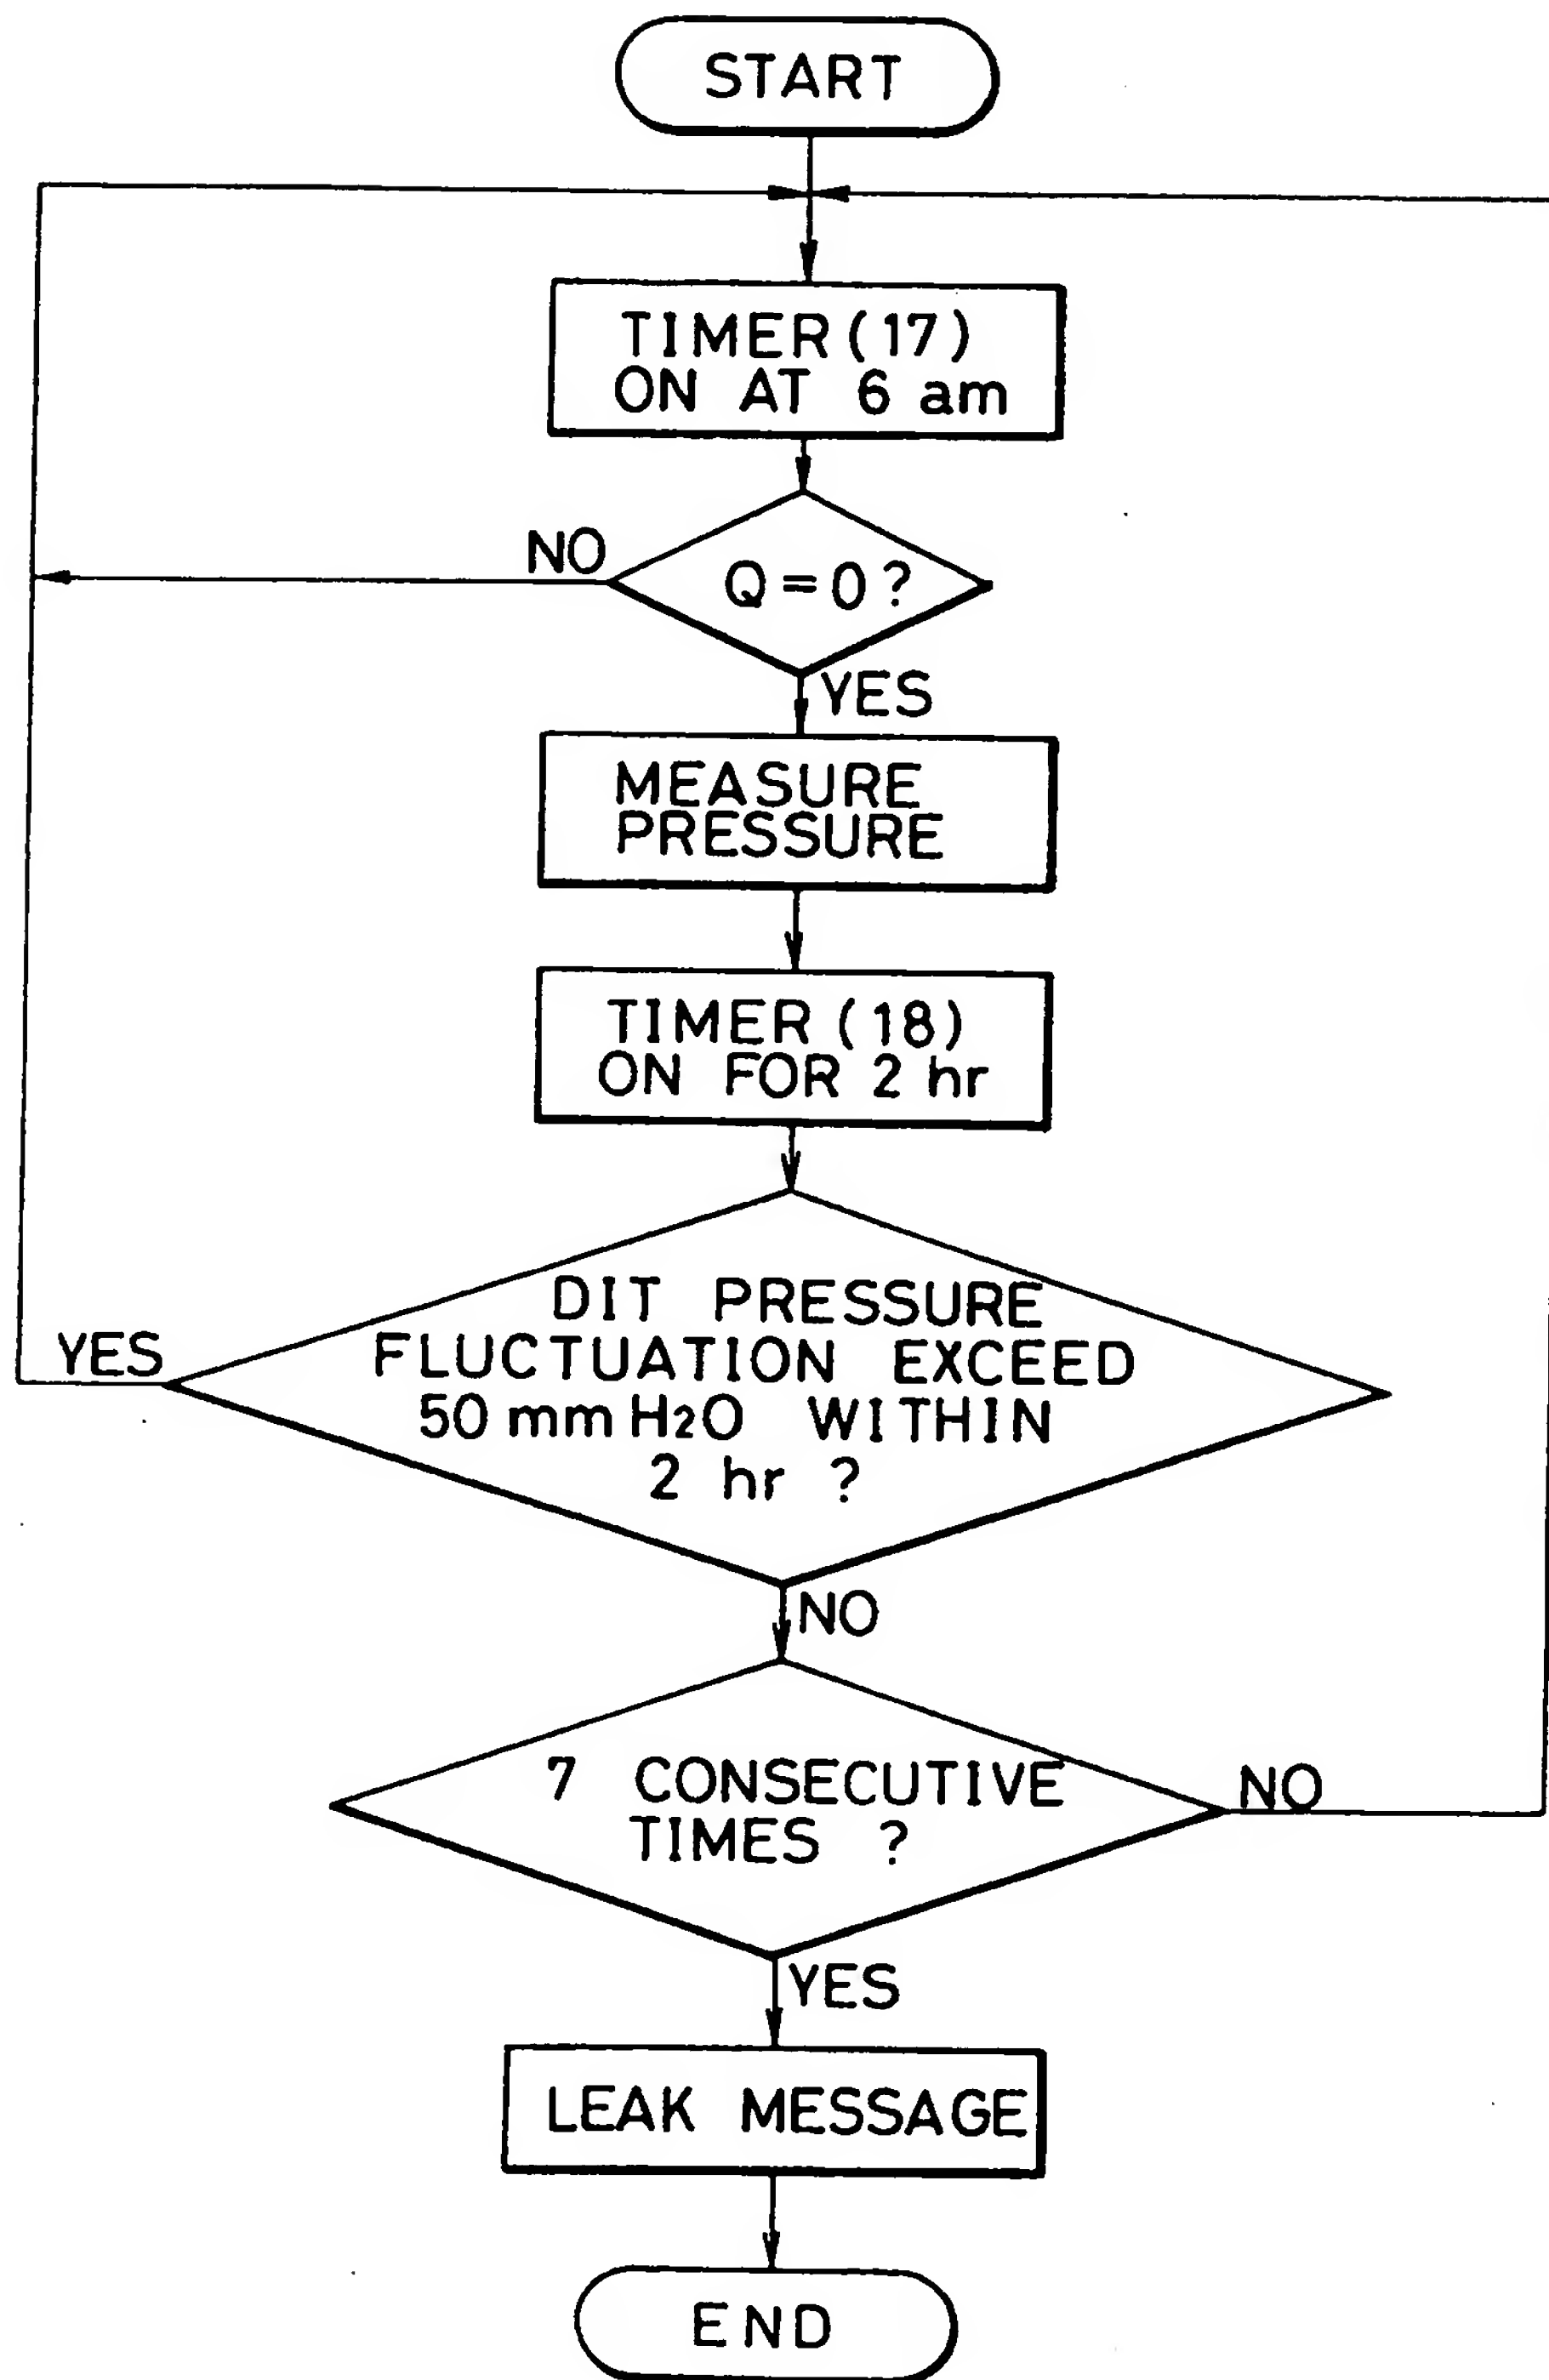 START
TIMER (17)
ON AT 6 am
NO
Q = 0 ?
YES
MEASURE
PRESSURE
TIMER (18)
ON FOR 2 hr
DIT PRESSURE
FLUCTUATION EXCEED
50 mm H2O WITHIN
2 hr ?
YES
NO
7 CONSECUTIVE
TIMES ?
NO
YES
LEAK MESSAGE
END